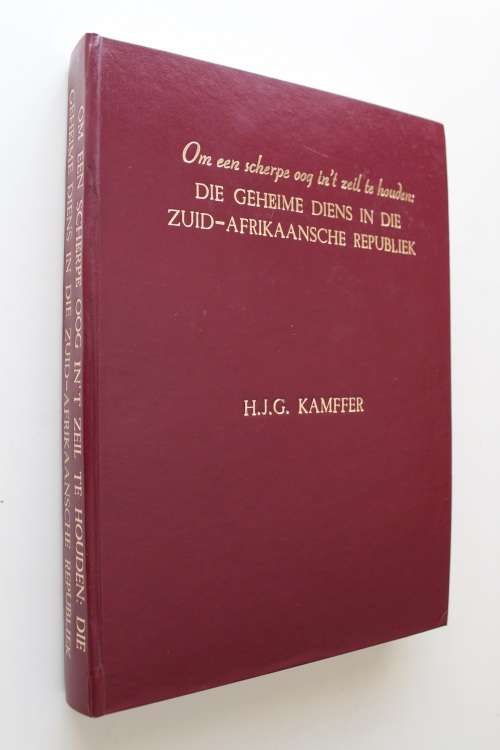 Om een scherpe oog in't zeil te houden:
DIE GEHEIME DIENS IN DIE
ZUID-AFRIKAANSCHE REPUBLIEK
H.J.G. KAMFFER
OM EEN SCHERPE OOG IN'T ZEIL TE HOUDEN: DIE
GEHEIME DIENS IN DIE ZUID-AFRIKAANSCHE REPUBLIEK